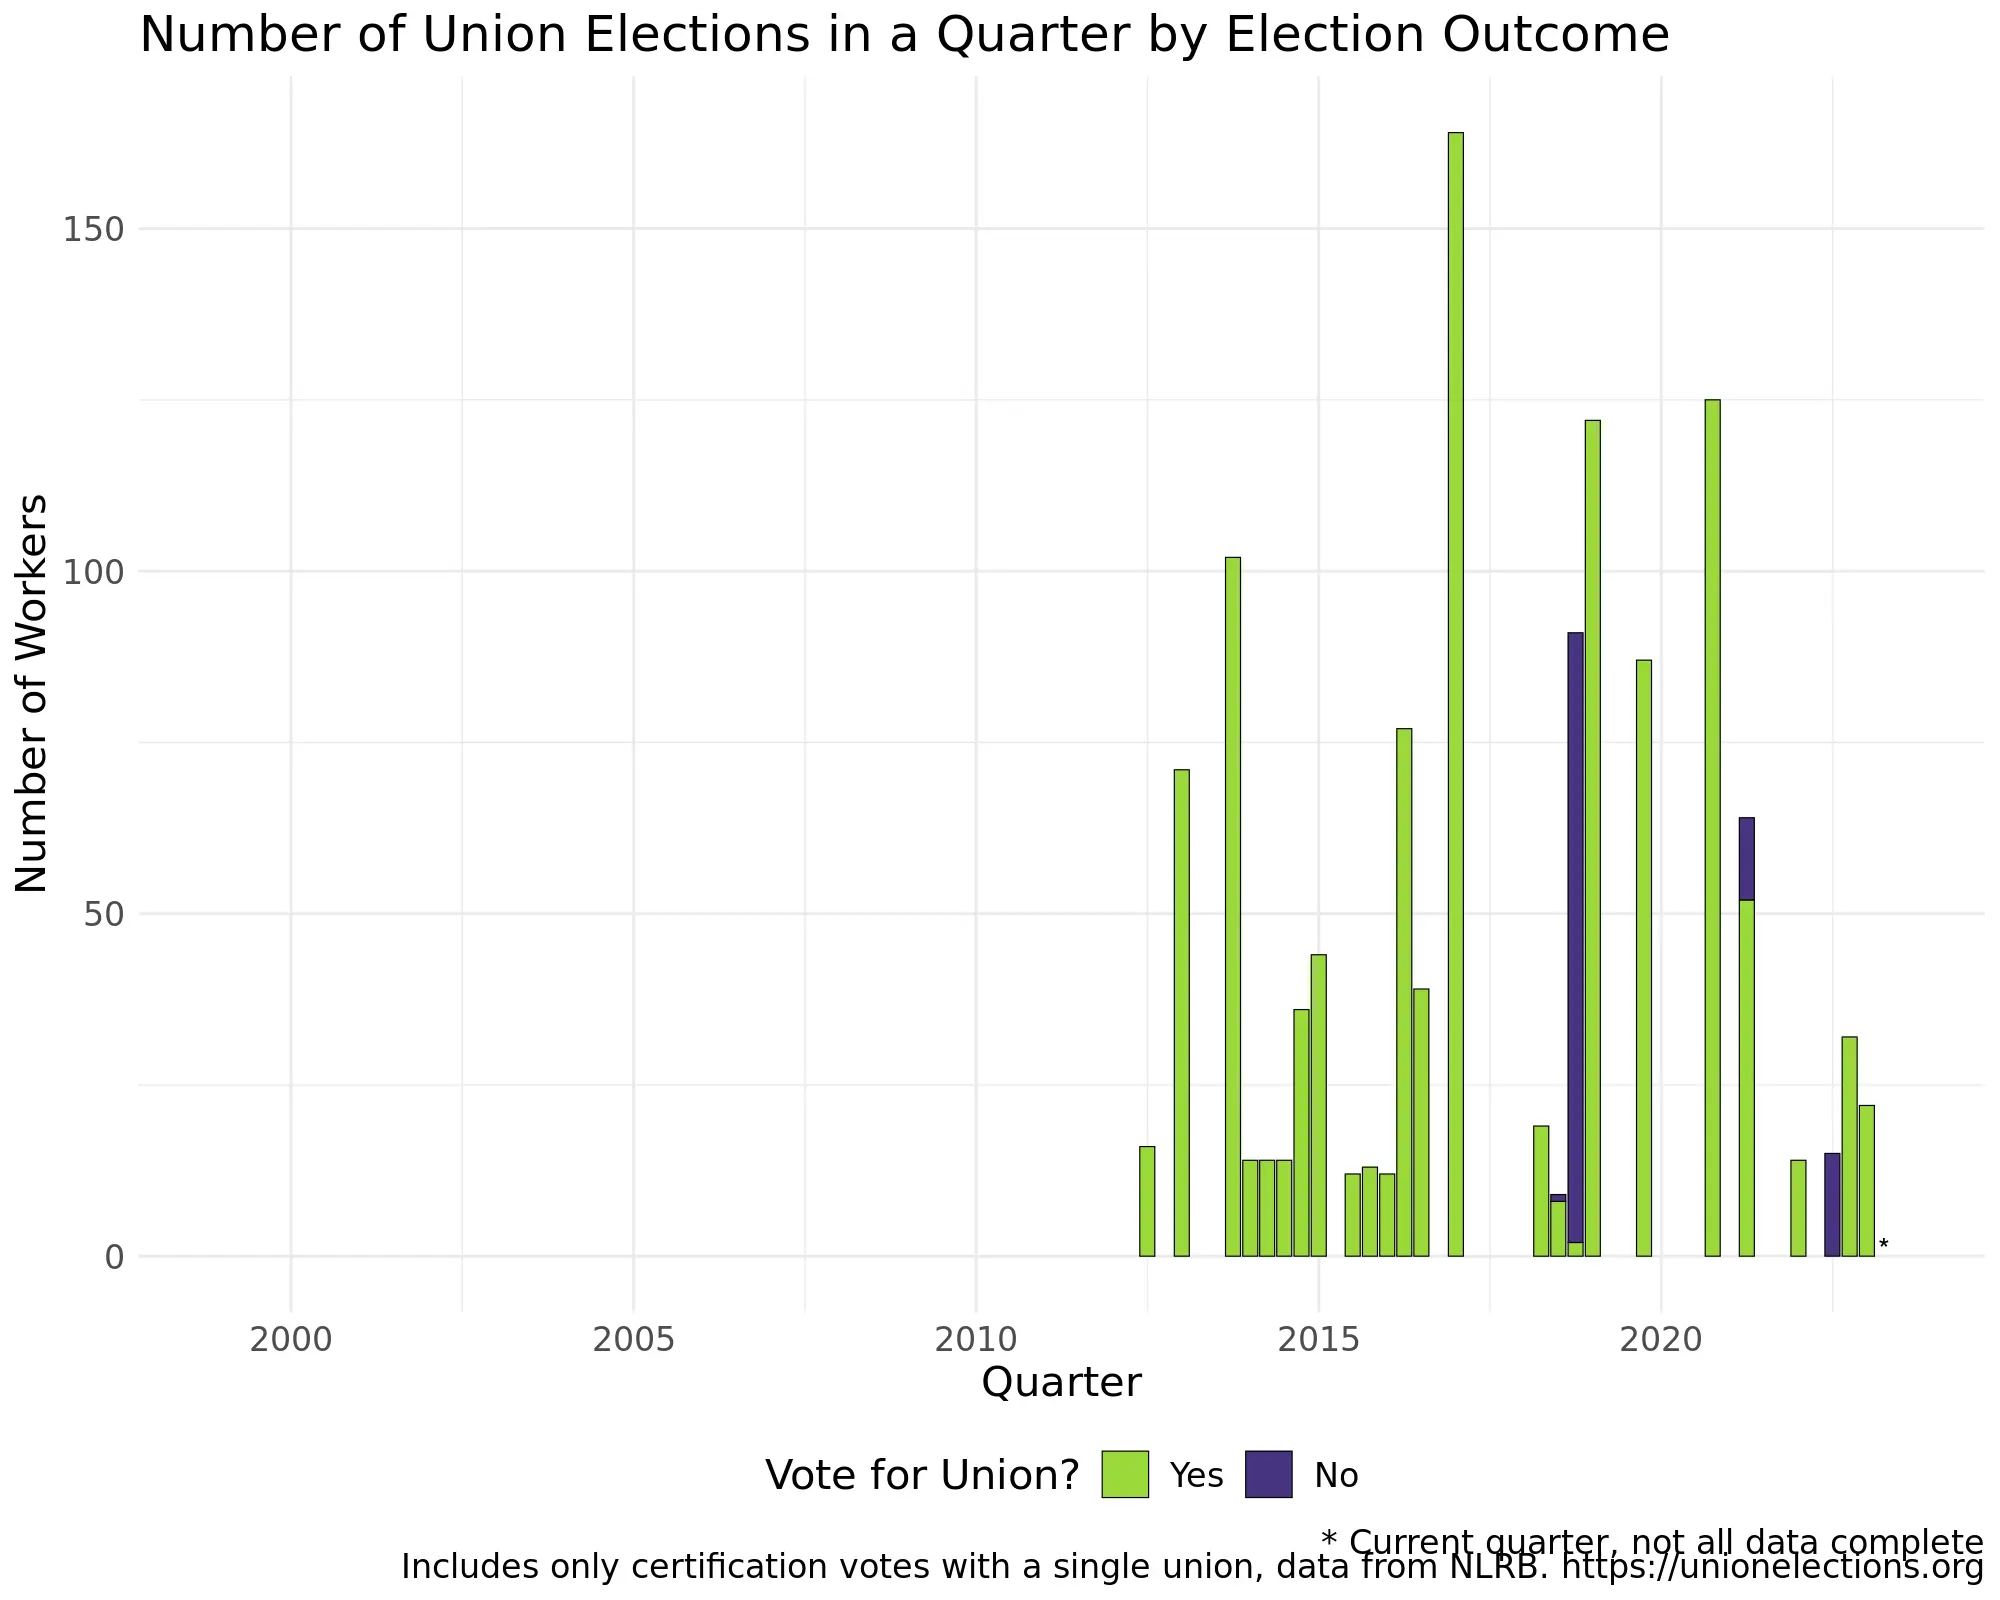 Number of Union Elections in a Quarter by Election Outcome
Number of Workers
150
100
50
0
*
2000 2005 2010 2015 2020
Quarter
Vote for Union? Yes No
* Current quarter, not all data complete
Includes only certification votes with a single union, data from NLRB. https://unionelections.org